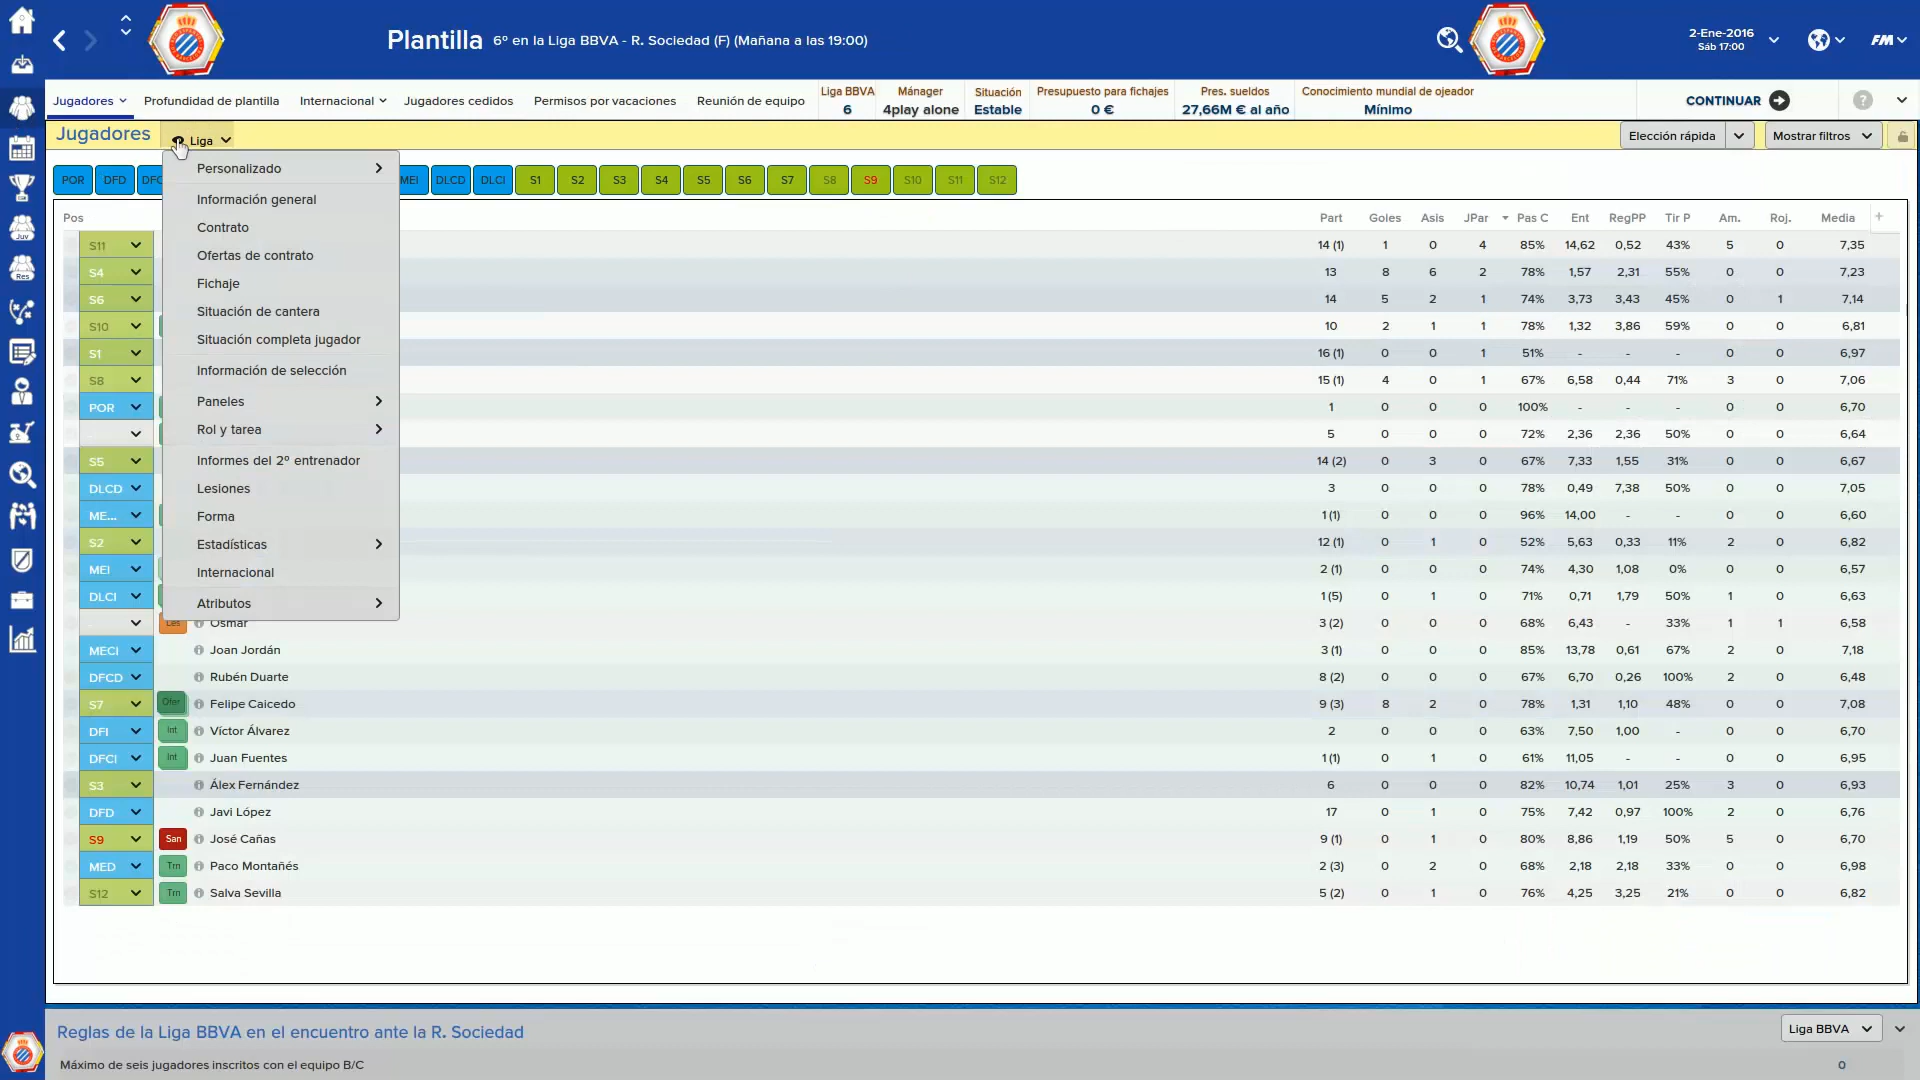 Plantilla 6º en la Liga BBVA - R. Sociedad (F) (Mañana a las 19:00)
2-Ene-2016
Sáb 17:00
FM
Jugadores Profundidad de plantilla Internacional Jugadores cedidos Permisos por vacaciones Reunión de equipo
Liga BBVA Mánager Situación Presupuesto para fichajes Pres. sueldos Conocimiento mundial de ojeador
6 4play alone Estable 0 € 27,66M € al año Mínimo
CONTINUAR
?
Jugadores Liga Elección rápida Mostrar filtros
POR DFD DFC MEI DLCD DLCI S1 S2 S3 S4 S5 S6 S7 S8 S9 S10 S11 S12
Personalizado
Información general
Contrato
Ofertas de contrato
Fichaje
Situación de cantera
Situación completa jugador
Información de selección
Paneles
Rol y tarea
Informes del 2º entrenador
Lesiones
Forma
Estadísticas
Internacional
Atributos
Juv
Res
Pos Part Goles Asis JPar Pas C Ent RegPP Tir P Am. Roj. Media +
S11 14 (1) 1 0 4 85% 14,62 0,52 43% 5 0 7,35
S4 13 8 6 2 78% 1,57 2,31 55% 0 0 7,23
S6 14 5 2 1 74% 3,73 3,43 45% 0 1 7,14
S10 10 2 1 1 78% 1,32 3,86 59% 0 0 6,81
S1 16 (1) 0 0 1 51% - - - 0 0 6,97
S8 15 (1) 4 0 1 67% 6,58 0,44 71% 3 0 7,06
POR 1 0 0 0 100% - - - 0 0 6,70
- 5 0 0 0 72% 2,36 2,36 50% 0 0 6,64
S5 14 (2) 0 3 0 67% 7,33 1,55 31% 0 0 6,67
DLCD 3 0 0 0 78% 0,49 7,38 50% 0 0 7,05
ME... 1 (1) 0 0 0 96% 14,00 - - 0 0 6,60
S2 12 (1) 0 1 0 52% 5,63 0,33 11% 2 0 6,82
MEI 2 (1) 0 0 0 74% 4,30 1,08 0% 0 0 6,57
DLCI 1 (5) 0 1 0 71% 0,71 1,79 50% 1 0 6,63
- Les Osmar 3 (2) 0 0 0 68% 6,43 - 33% 1 1 6,58
MECI Joan Jordán 3 (1) 0 0 0 85% 13,78 0,61 67% 2 0 7,18
DFCD Rubén Duarte 8 (2) 0 0 0 67% 6,70 0,26 100% 2 0 6,48
S7 Ofer Felipe Caicedo 9 (3) 8 2 0 78% 1,31 1,10 48% 0 0 7,08
DFI Int Víctor Álvarez 2 0 0 0 63% 7,50 1,00 - 0 0 6,70
DFCI Int Juan Fuentes 1 (1) 0 1 0 61% 11,05 - - 0 0 6,95
S3 Álex Fernández 6 0 0 0 82% 10,74 1,01 25% 3 0 6,93
DFD Javi López 17 0 1 0 75% 7,42 0,97 100% 2 0 6,76
S9 San José Cañas 9 (1) 0 1 0 80% 8,86 1,19 50% 5 0 6,70
MED Trn Paco Montañés 2 (3) 0 2 0 68% 2,18 2,18 33% 0 0 6,98
S12 Trn Salva Sevilla 5 (2) 0 1 0 76% 4,25 3,25 21% 0 0 6,82
Reglas de la Liga BBVA en el encuentro ante la R. Sociedad Liga BBVA
Máximo de seis jugadores inscritos con el equipo B/C 0